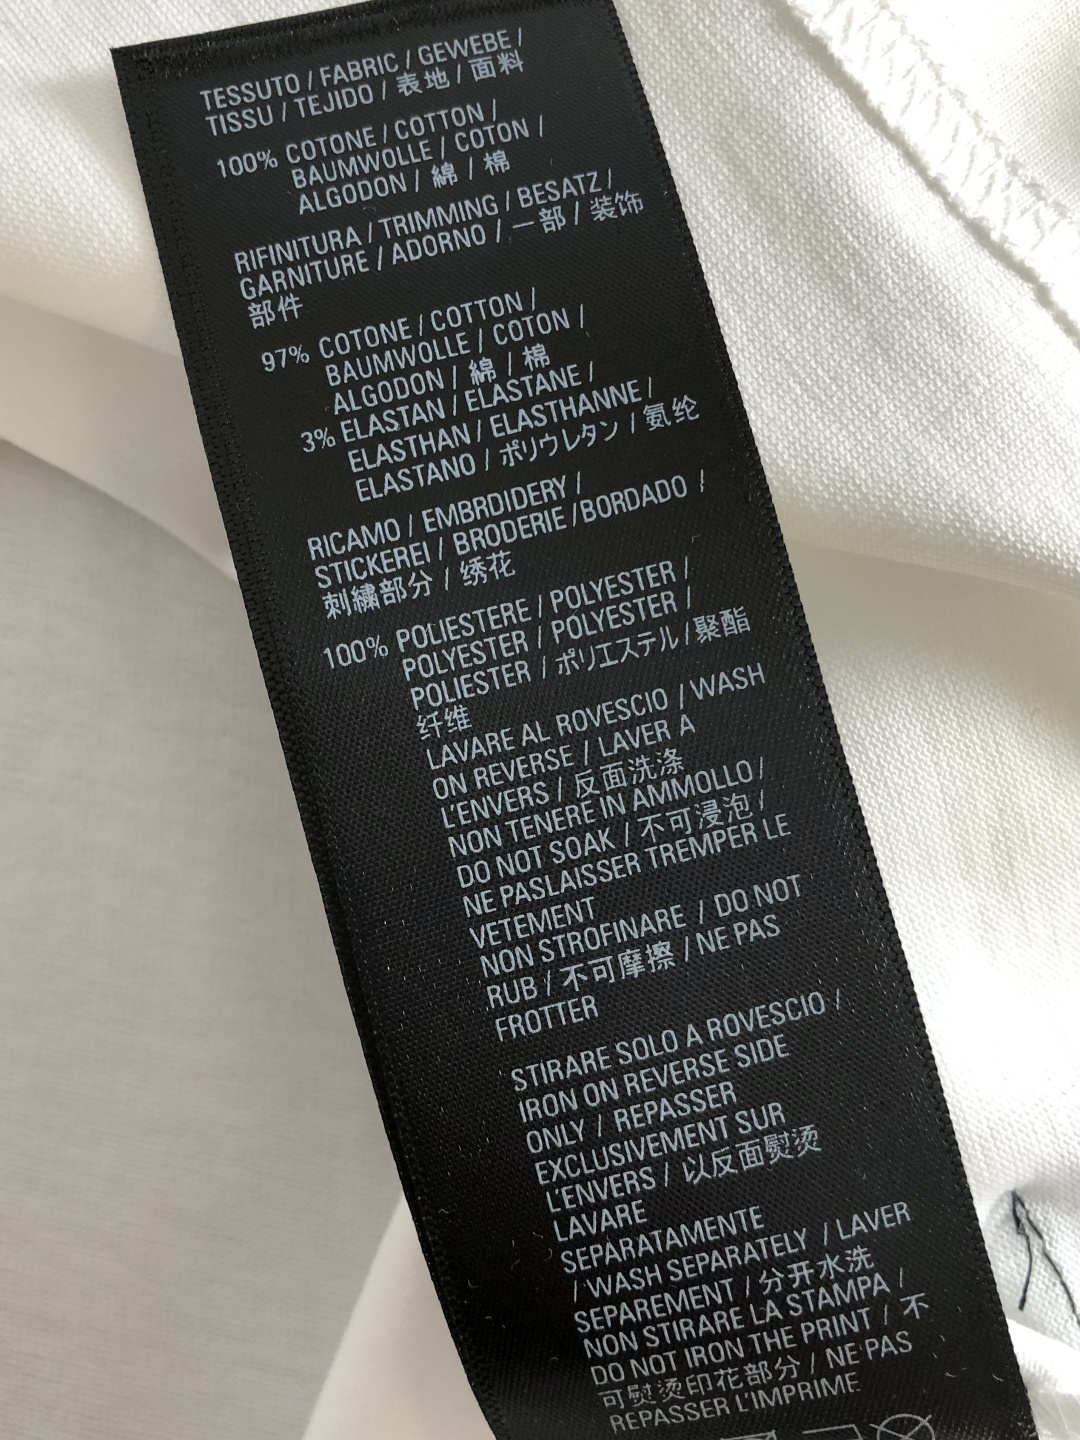 TESSUTO / FABRIC / GEWEBE /
TISSU / TEJIDO / 表地 / 面料
100% COTONE / COTTON /
BAUMWOLLE / COTON /
ALGODON / 綿 / 棉
RIFINITURA / TRIMMING / BESATZ /
GARNITURE / ADORNO / 一部 / 装饰
部件
97% COTONE / COTTON /
BAUMWOLLE / COTON /
ALGODON / 綿 / 棉
3% ELASTAN / ELASTANE /
ELASTHAN / ELASTHANNE /
ELASTANO / ポリウレタン / 氨纶
RICAMO / EMBRDIDERY /
STICKEREI / BRODERIE /BORDADO /
刺繍部分 / 绣花
100% POLIESTERE / POLYESTER /
POLYESTER / POLYESTER /
POLIESTER / ポリエステル / 聚酯
纤维
LAVARE AL ROVESCIO / WASH
ON REVERSE / LAVER A
L'ENVERS / 反面洗涤
NON TENERE IN AMMOLLO /
DO NOT SOAK / 不可浸泡 /
NE PASLAISSER TREMPER LE
VETEMENT
NON STROFINARE / DO NOT
RUB / 不可摩擦 / NE PAS
FROTTER
STIRARE SOLO A ROVESCIO /
IRON ON REVERSE SIDE
ONLY / REPASSER
EXCLUSIVEMENT SUR
L'ENVERS / 以反面熨烫
LAVARE
SEPARATAMENTE
/ WASH SEPARATELY / LAVER
SEPAREMENT / 分开水洗
NON STIRARE LA STAMPA /
DO NOT IRON THE PRINT / 不
可熨烫印花部分 / NE PAS
REPASSER L'IMPRIME